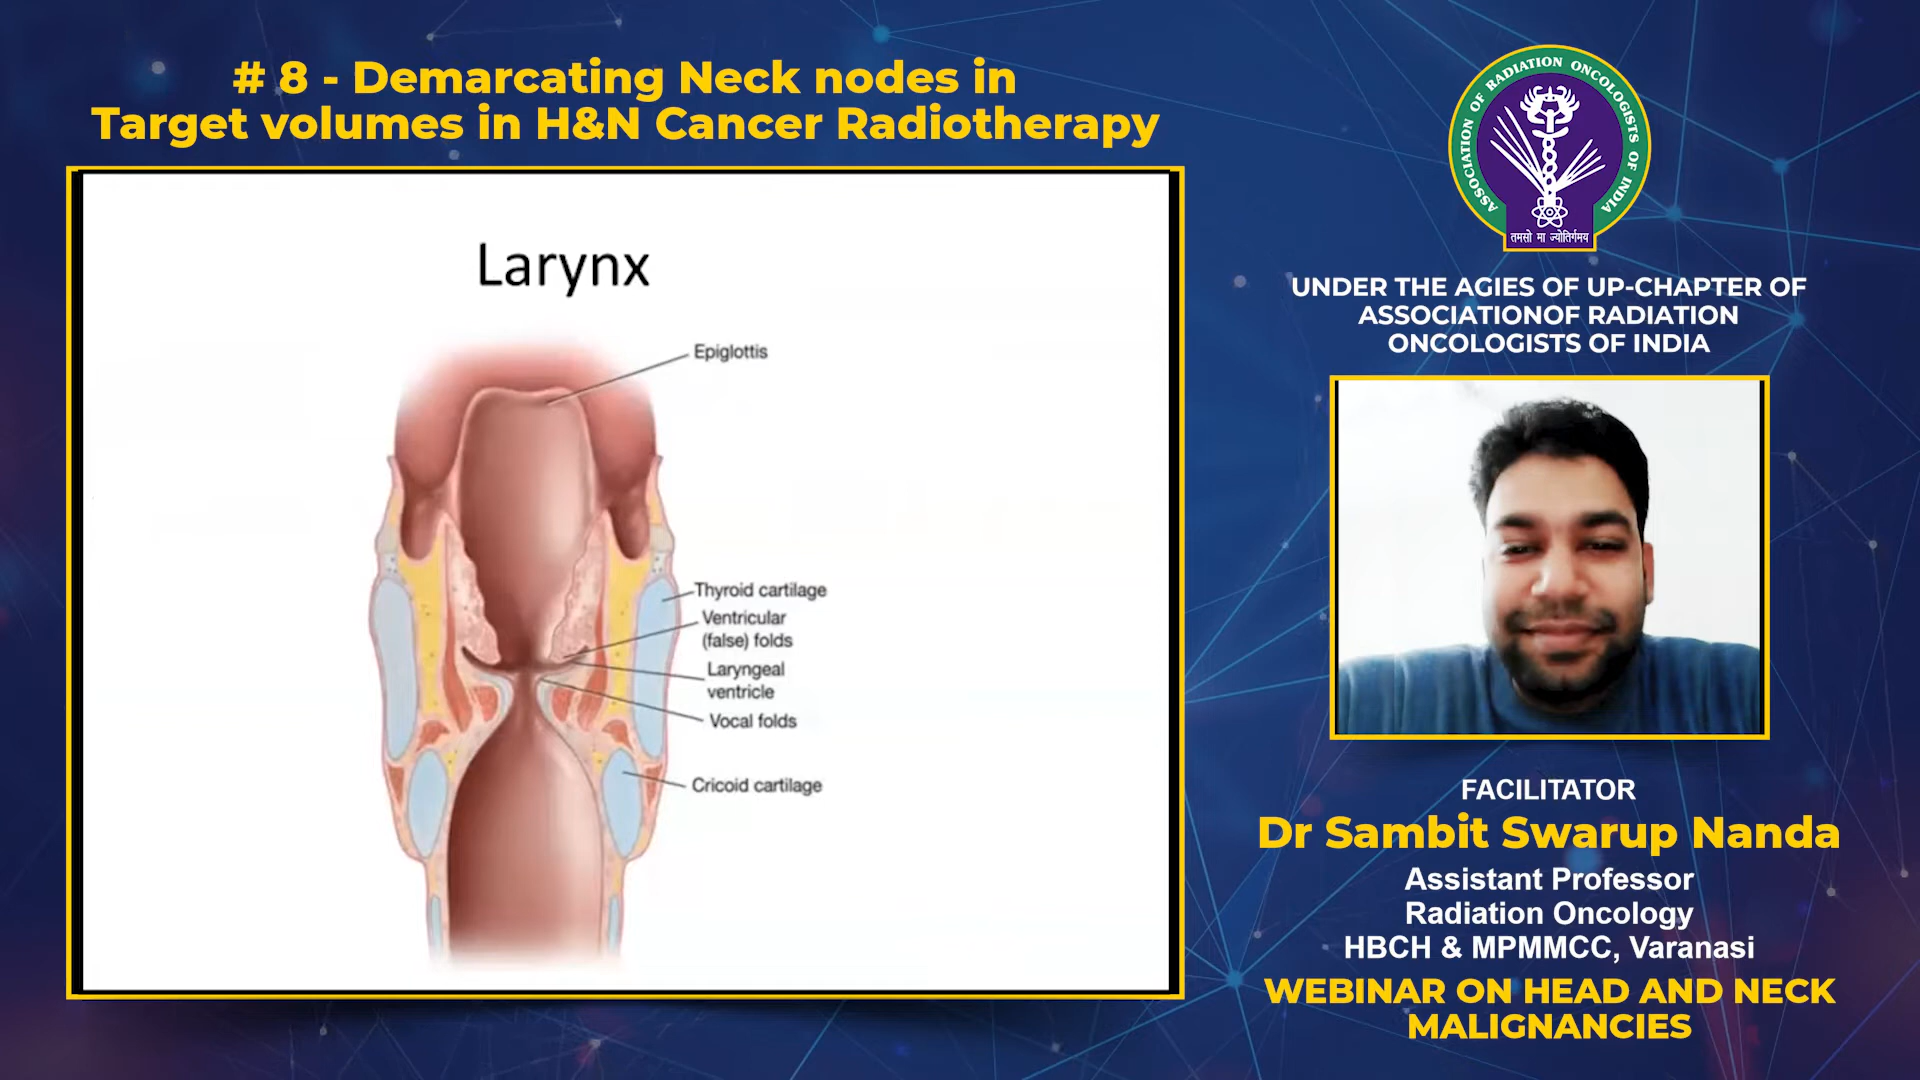 # 8 - Demarcating Neck nodes in
Target volumes in H&N Cancer Radiotherapy
Larynx
Epiglottis
Thyroid cartilage
Ventricular
(false) folds
Laryngeal
ventricle
Vocal folds
Cricoid cartilage
ASSOCIATION OF RADIATION ONCOLOGISTS OF INDIA
तमसो मा ज्योतिर्गमय
UNDER THE AGIES OF UP-CHAPTER OF
ASSOCIATIONOF RADIATION
ONCOLOGISTS OF INDIA
FACILITATOR
Dr Sambit Swarup Nanda
Assistant Professor
Radiation Oncology
HBCH & MPMMCC, Varanasi
WEBINAR ON HEAD AND NECK
MALIGNANCIES